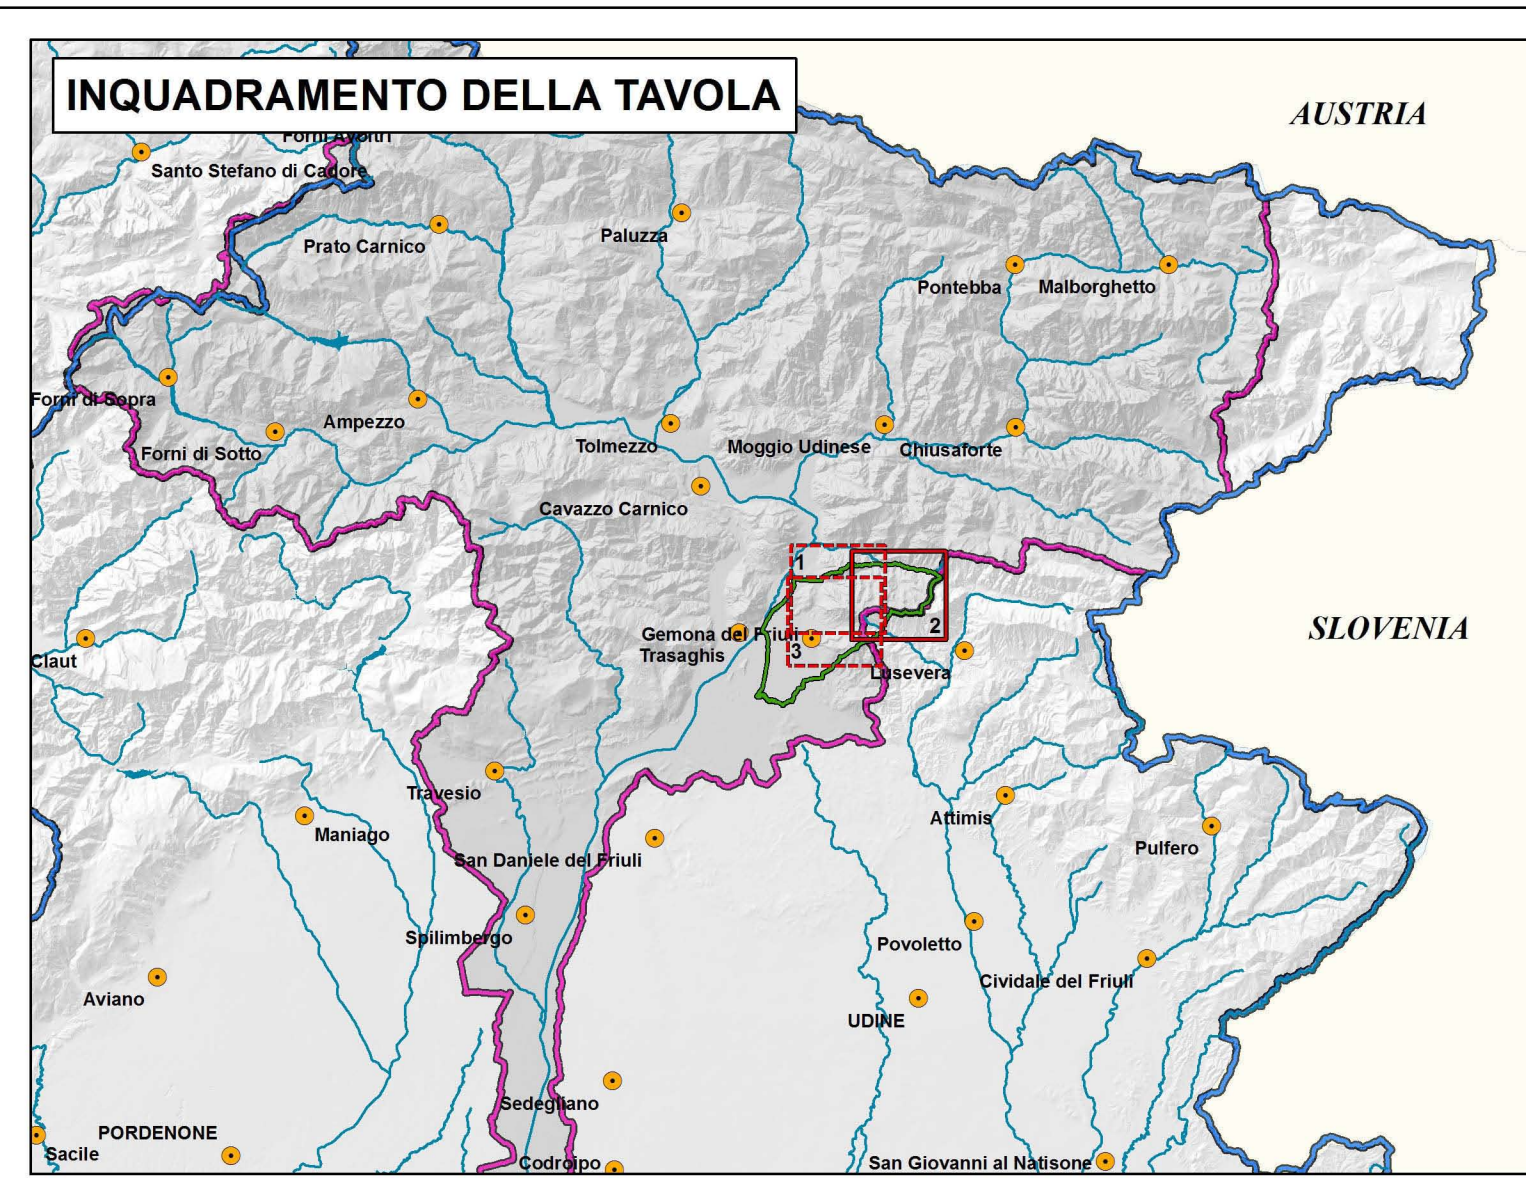 INQUADRAMENTO DELLA TAVOLA
AUSTRIA
Forni Avoltri
Santo Stefano di Cadore
Prato Carnico
Paluzza
Pontebba
Malborghetto
Forni di Sopra
Ampezzo
Forni di Sotto
Tolmezzo
Moggio Udinese
Chiusaforte
Cavazzo Carnico
1
2
SLOVENIA
Gemona del Friuli
Trasaghis
3
Claut
Lusevera
Travesio
Maniago
Attimis
Pulfero
San Daniele del Friuli
Spilimbergo
Povoletto
Cividale del Friuli
Aviano
UDINE
Sedegliano
PORDENONE
Sacile
Codroipo
San Giovanni al Natisone